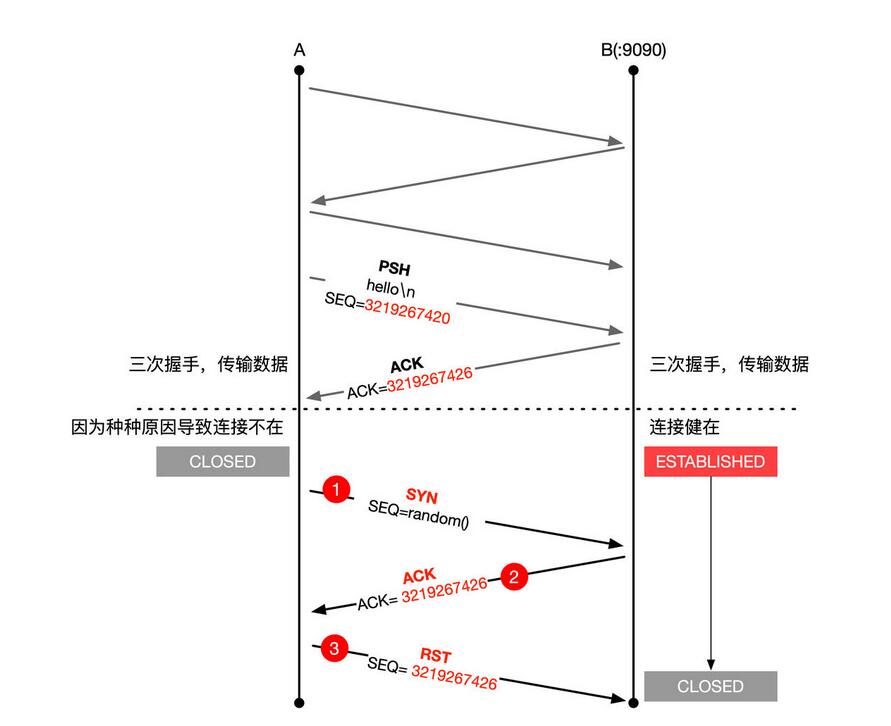 A
B(:9090)
PSH
hello\n
SEQ=3219267420
ACK
ACK=3219267426
三次握手，传输数据
三次握手，传输数据
因为种种原因导致连接不在
连接健在
CLOSED
ESTABLISHED
1
SYN
SEQ=random()
ACK
ACK= 3219267426
2
3
RST
SEQ= 3219267426
CLOSED